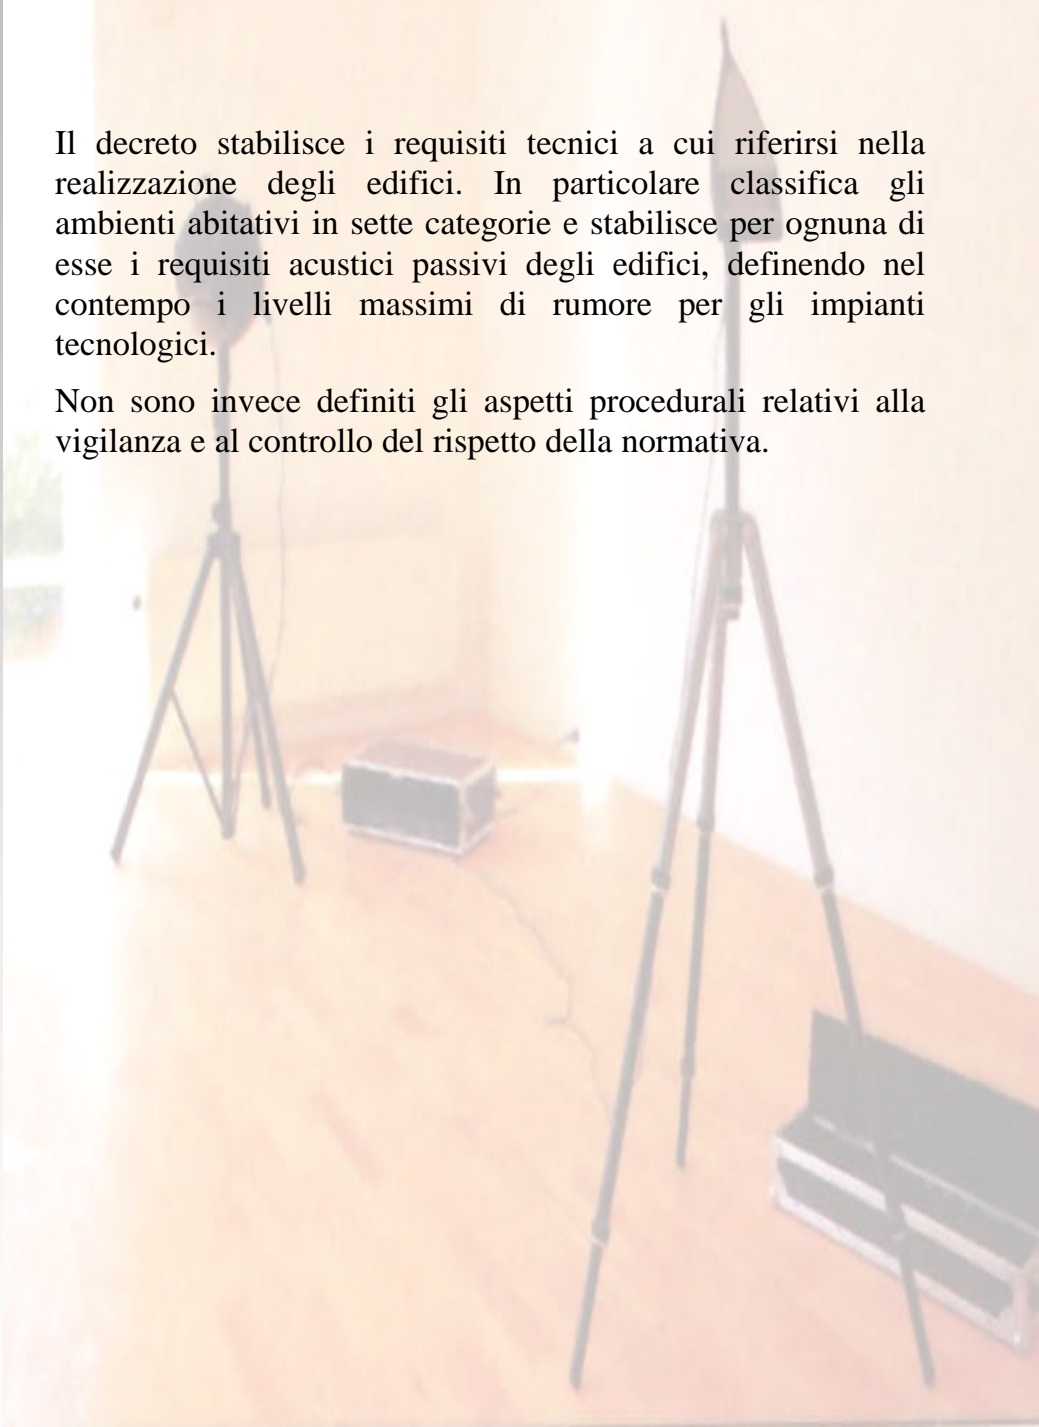 Il decreto stabilisce i requisiti tecnici a cui riferirsi nella
realizzazione degli edifici. In particolare classifica gli
ambienti abitativi in sette categorie e stabilisce per ognuna di
esse i requisiti acustici passivi degli edifici, definendo nel
contempo i livelli massimi di rumore per gli impianti
tecnologici.
Non sono invece definiti gli aspetti procedurali relativi alla
vigilanza e al controllo del rispetto della normativa.